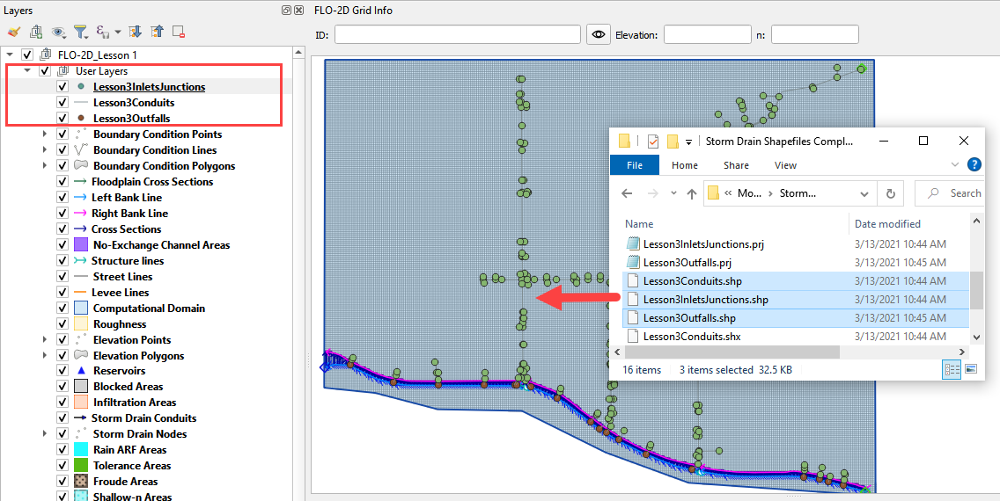 Layers
FLO-2D Grid Info
ID:
Elevation:
n:
FLO-2D_Lesson 1
User Layers
Lesson3InletsJunctions
Lesson3Conduits
Lesson3Outfalls
Boundary Condition Points
Boundary Condition Lines
Boundary Condition Polygons
Floodplain Cross Sections
Left Bank Line
Right Bank Line
Cross Sections
No-Exchange Channel Areas
Structure lines
Street Lines
Levee Lines
Computational Domain
Roughness
Elevation Points
Elevation Polygons
Reservoirs
Blocked Areas
Infiltration Areas
Storm Drain Conduits
Storm Drain Nodes
Rain ARF Areas
Tolerance Areas
Froude Areas
Shallow-n Areas
Storm Drain Shapefiles Compl...
File Home Share View
« Mo... › Storm...
Search
Name Date modified
Lesson3InletsJunctions.prj 3/13/2021 10:44 AM
Lesson3Outfalls.prj 3/13/2021 10:45 AM
Lesson3Conduits.shp 3/13/2021 10:44 AM
Lesson3InletsJunctions.shp 3/13/2021 10:44 AM
Lesson3Outfalls.shp 3/13/2021 10:45 AM
Lesson3Conduits.shx 3/13/2021 10:44 AM
16 items 3 items selected 32.5 KB